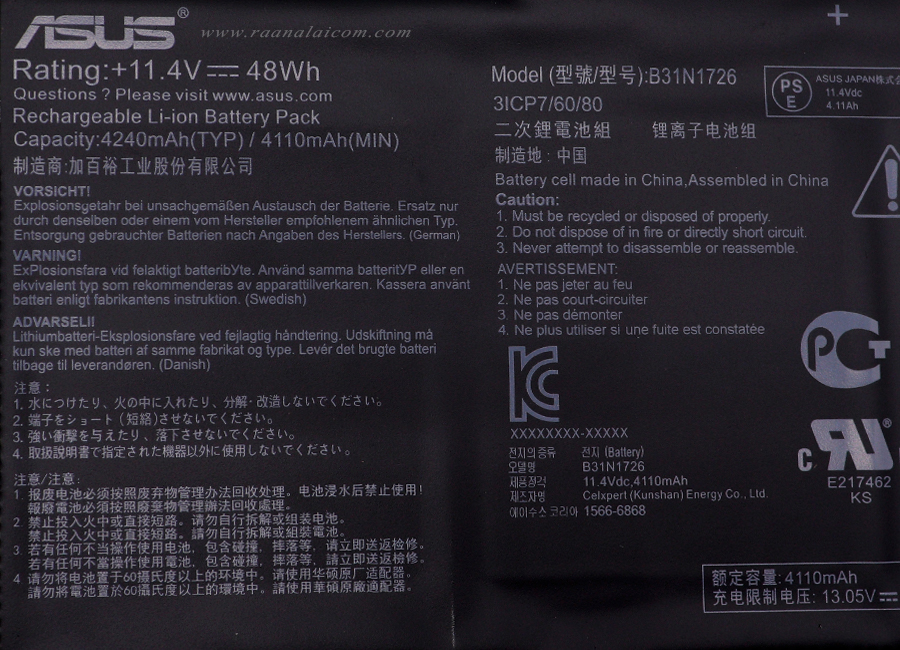 ASUS® www.raanalaicom.com
Rating:+11.4V⎓ 48Wh
Questions ? Please visit www.asus.com
Rechargeable Li-ion Battery Pack
Capacity:4240mAh(TYP) / 4110mAh(MIN)
制造商:加百裕工业股份有限公司
VORSICHT!
Explosionsgetahr bei unsachgemäßen Austausch der Batterie. Ersatz nur
durch denselben oder einem vom Hersteller empfohlenem ähnlichen Typ.
Entsorgung gebrauchter Batterien nach Angaben des Herstellers. (German)
VARNING!
ExPlosionsfara vid felaktigt batteribYte. Använd samma batteritYP eller en
ekvivalent typ som rekommenderas av apparattillverkaren. Kassera använt
batteri enligt fabrikantens instruktion. (Swedish)
ADVARSELI!
Lithiumbatteri-Eksplosionsfare ved fejlagtig håndtering. Udskiftning må
kun ske med batteri af samme fabrikat og type. Levér det brugte batteri
tilbage til leverandøren. (Danish)
注意：
1. 水につけたり、火の中に入れたり、分解·改造しないでください。
2. 端子をショート（短絡）させないでください。
3. 強い衝撃を与えたり、落下させないでください。
4. 取扱説明書で指定された機器以外に使用しないでください。
注意/注意:
1. 报废电池必须按照废弃物管理办法回收处理。电池浸水后禁止使用！
報廢電池必須按照廢棄物管理辦法回收處理。
2. 禁止投入火中或直接短路。请勿自行拆解或组装电池。
禁止投入火中或直接短路。請勿自行拆解或組裝電池。
3. 若有任何不当操作使用电池，包含碰撞，摔落等，请立即送返检修。
若有任何不當操作使用電池，包含碰撞，摔落等，請立即送返檢修。
4. 请勿将电池置于60摄氏度以上的环境中。请使用华硕原厂适配器。
請勿將電池置於60攝氏度以上的環境中。請使用華碩原廠適配器。
+
Model (型號/型号):B31N1726
3ICP7/60/80
二次鋰電池組 锂离子电池组
制造地：中国
Battery cell made in China,Assembled in China
Caution:
1. Must be recycled or disposed of properly.
2. Do not dispose of in fire or directly short circuit.
3. Never attempt to disassemble or reassemble.
AVERTISSEMENT:
1. Ne pas jeter au feu
2. Ne pas court-circuiter
3. Ne pas démonter
4. Ne plus utiliser si une fuite est constatée
XXXXXXXX-XXXXX
전지의 종류 전지 (Battery)
모델명 B31N1726
제품정격 11.4Vdc,4110mAh
제조자명 Celxpert (Kunshan) Energy Co., Ltd.
에이수스 코리아 1566-6868
PS
E
ASUS JAPAN株式会
11.4Vdc
4.11Ah
!
PCT
c RU®
E217462
KS
额定容量: 4110mAh
充电限制电压: 13.05V⎓